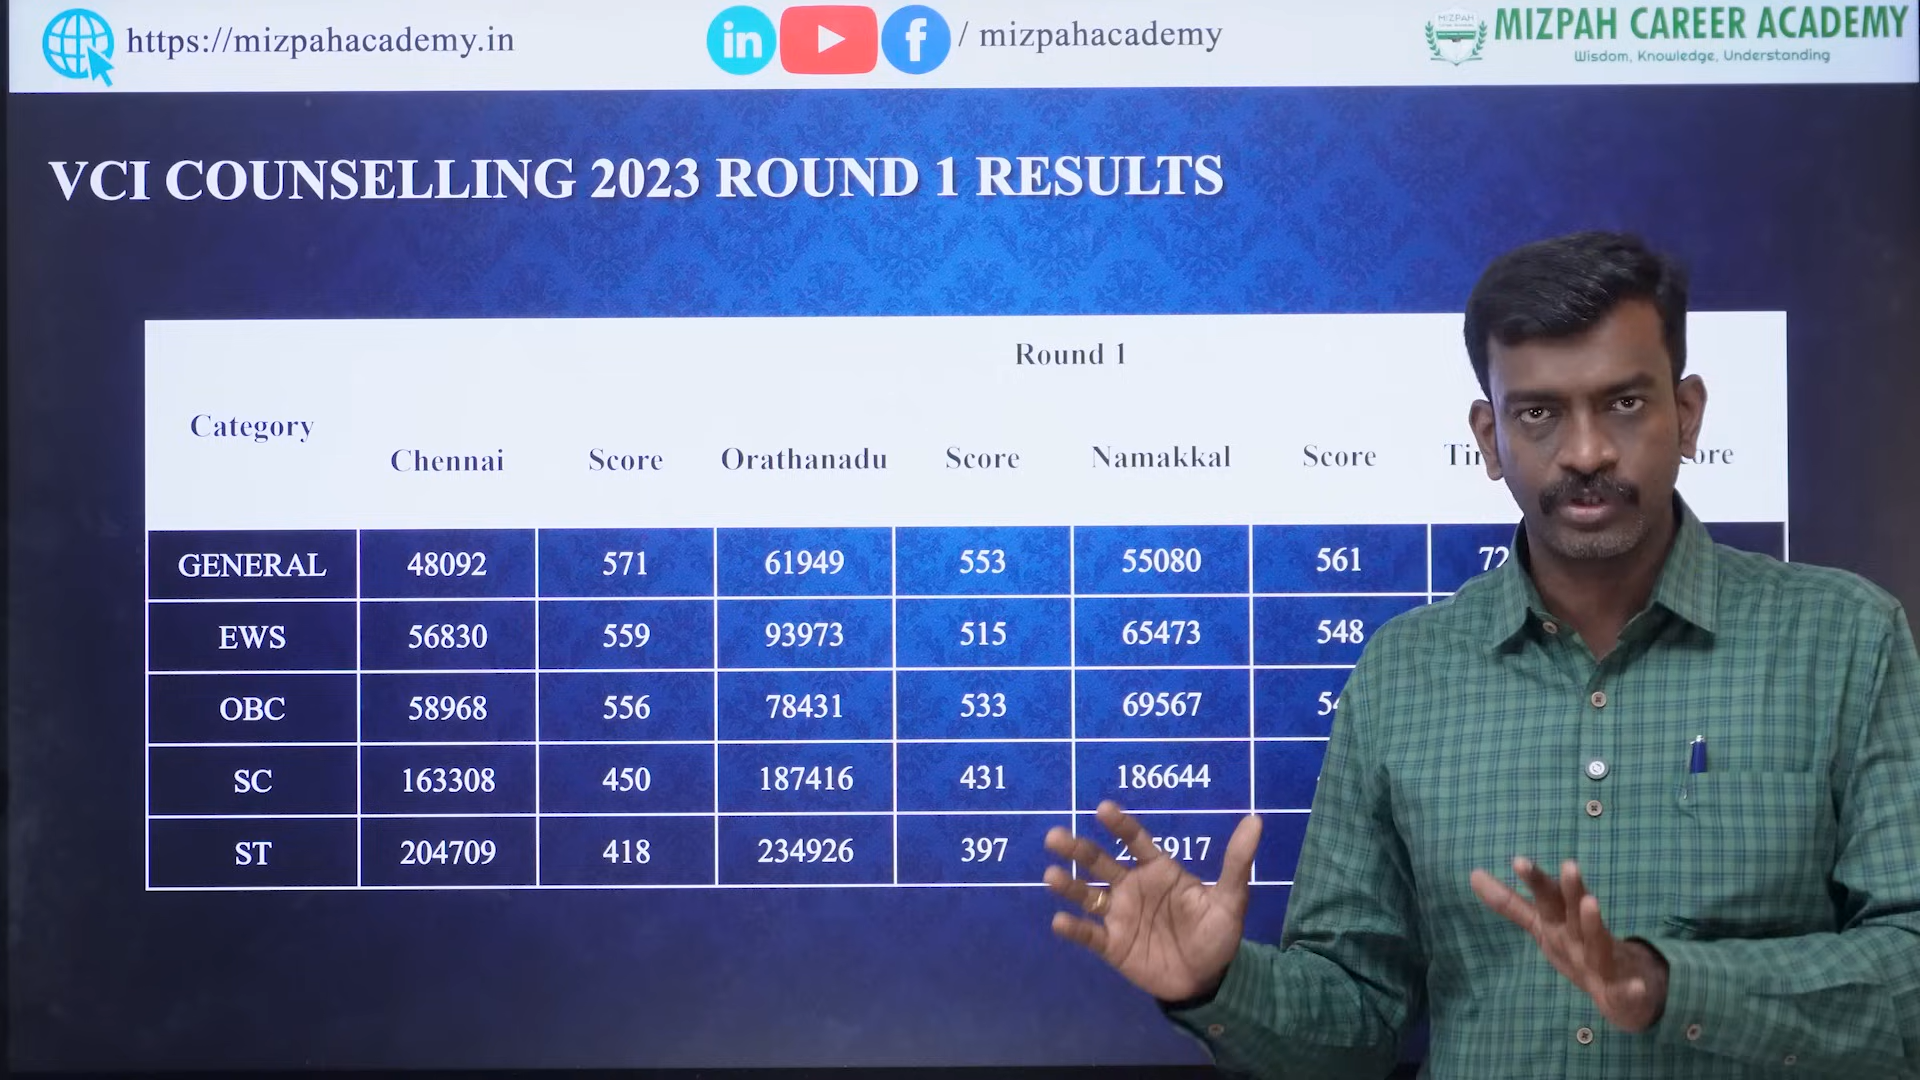 https://mizpahacademy.in
in f / mizpahacademy
MIZPAH
MIZPAH CAREER ACADEMY
Wisdom, Knowledge, Understanding
VCI COUNSELLING 2023 ROUND 1 RESULTS
Round 1
Category
Chennai Score Orathanadu Score Namakkal Score
GENERAL 48092 571 61949 553 55080 561
EWS 56830 559 93973 515 65473 548
OBC 58968 556 78431 533 69567
SC 163308 450 187416 431 186644
ST 204709 418 234926 397